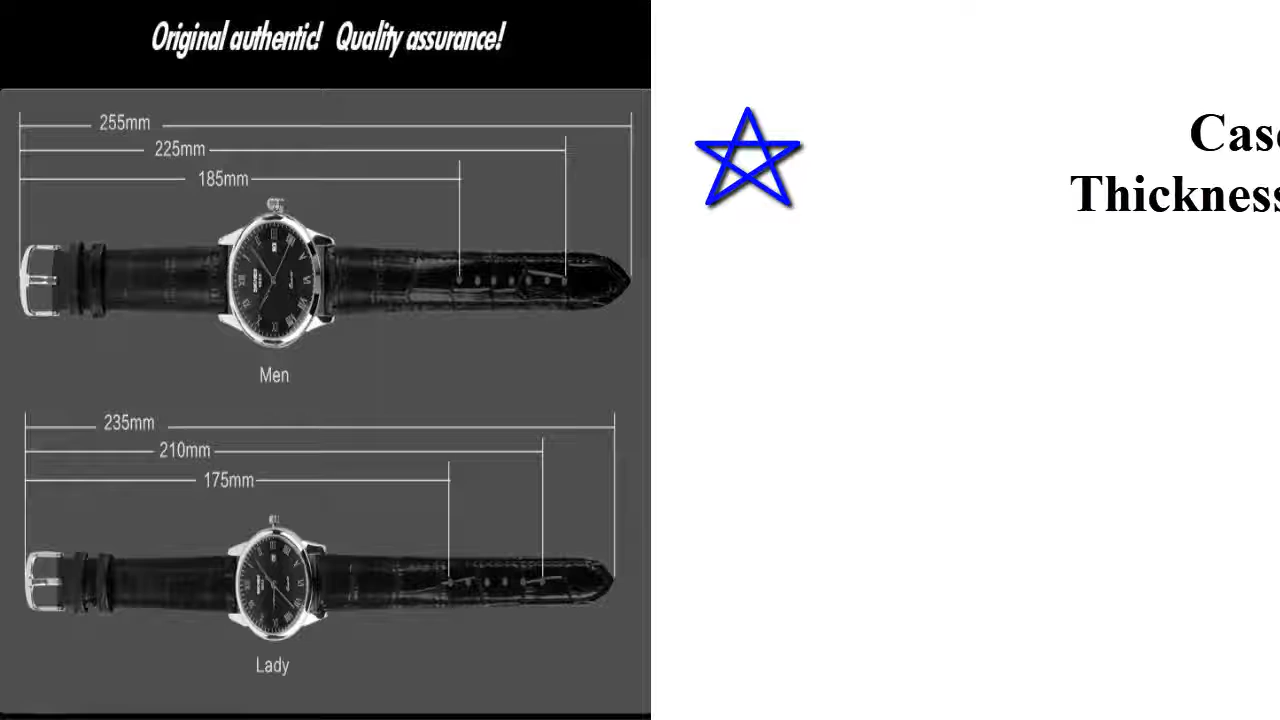 Original authentic! Quality assurance!
255mm
225mm
185mm
Men
235mm
210mm
175mm
Lady
Case
Thickness